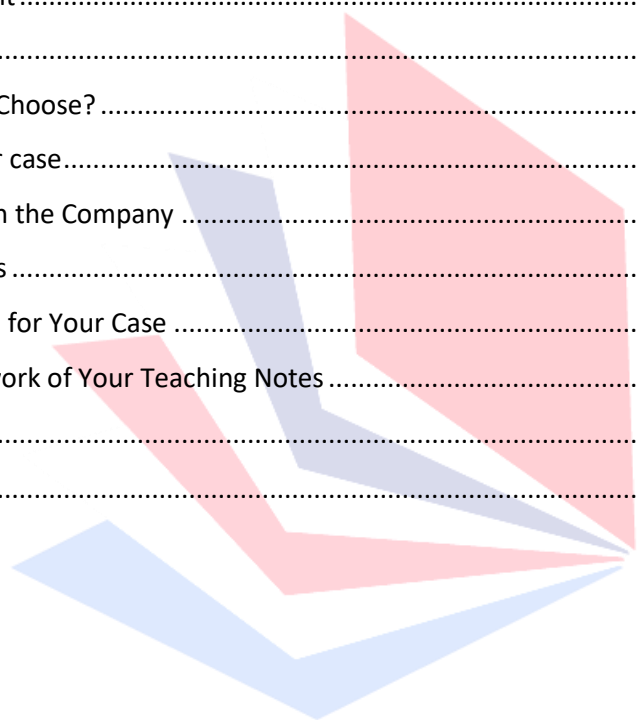 t ................................................................................
................................................................................
Choose? ................................................................................
r case................................................................................
n the Company ................................................................................
s ................................................................................
for Your Case ................................................................................
ork of Your Teaching Notes ................................................................................
................................................................................
................................................................................